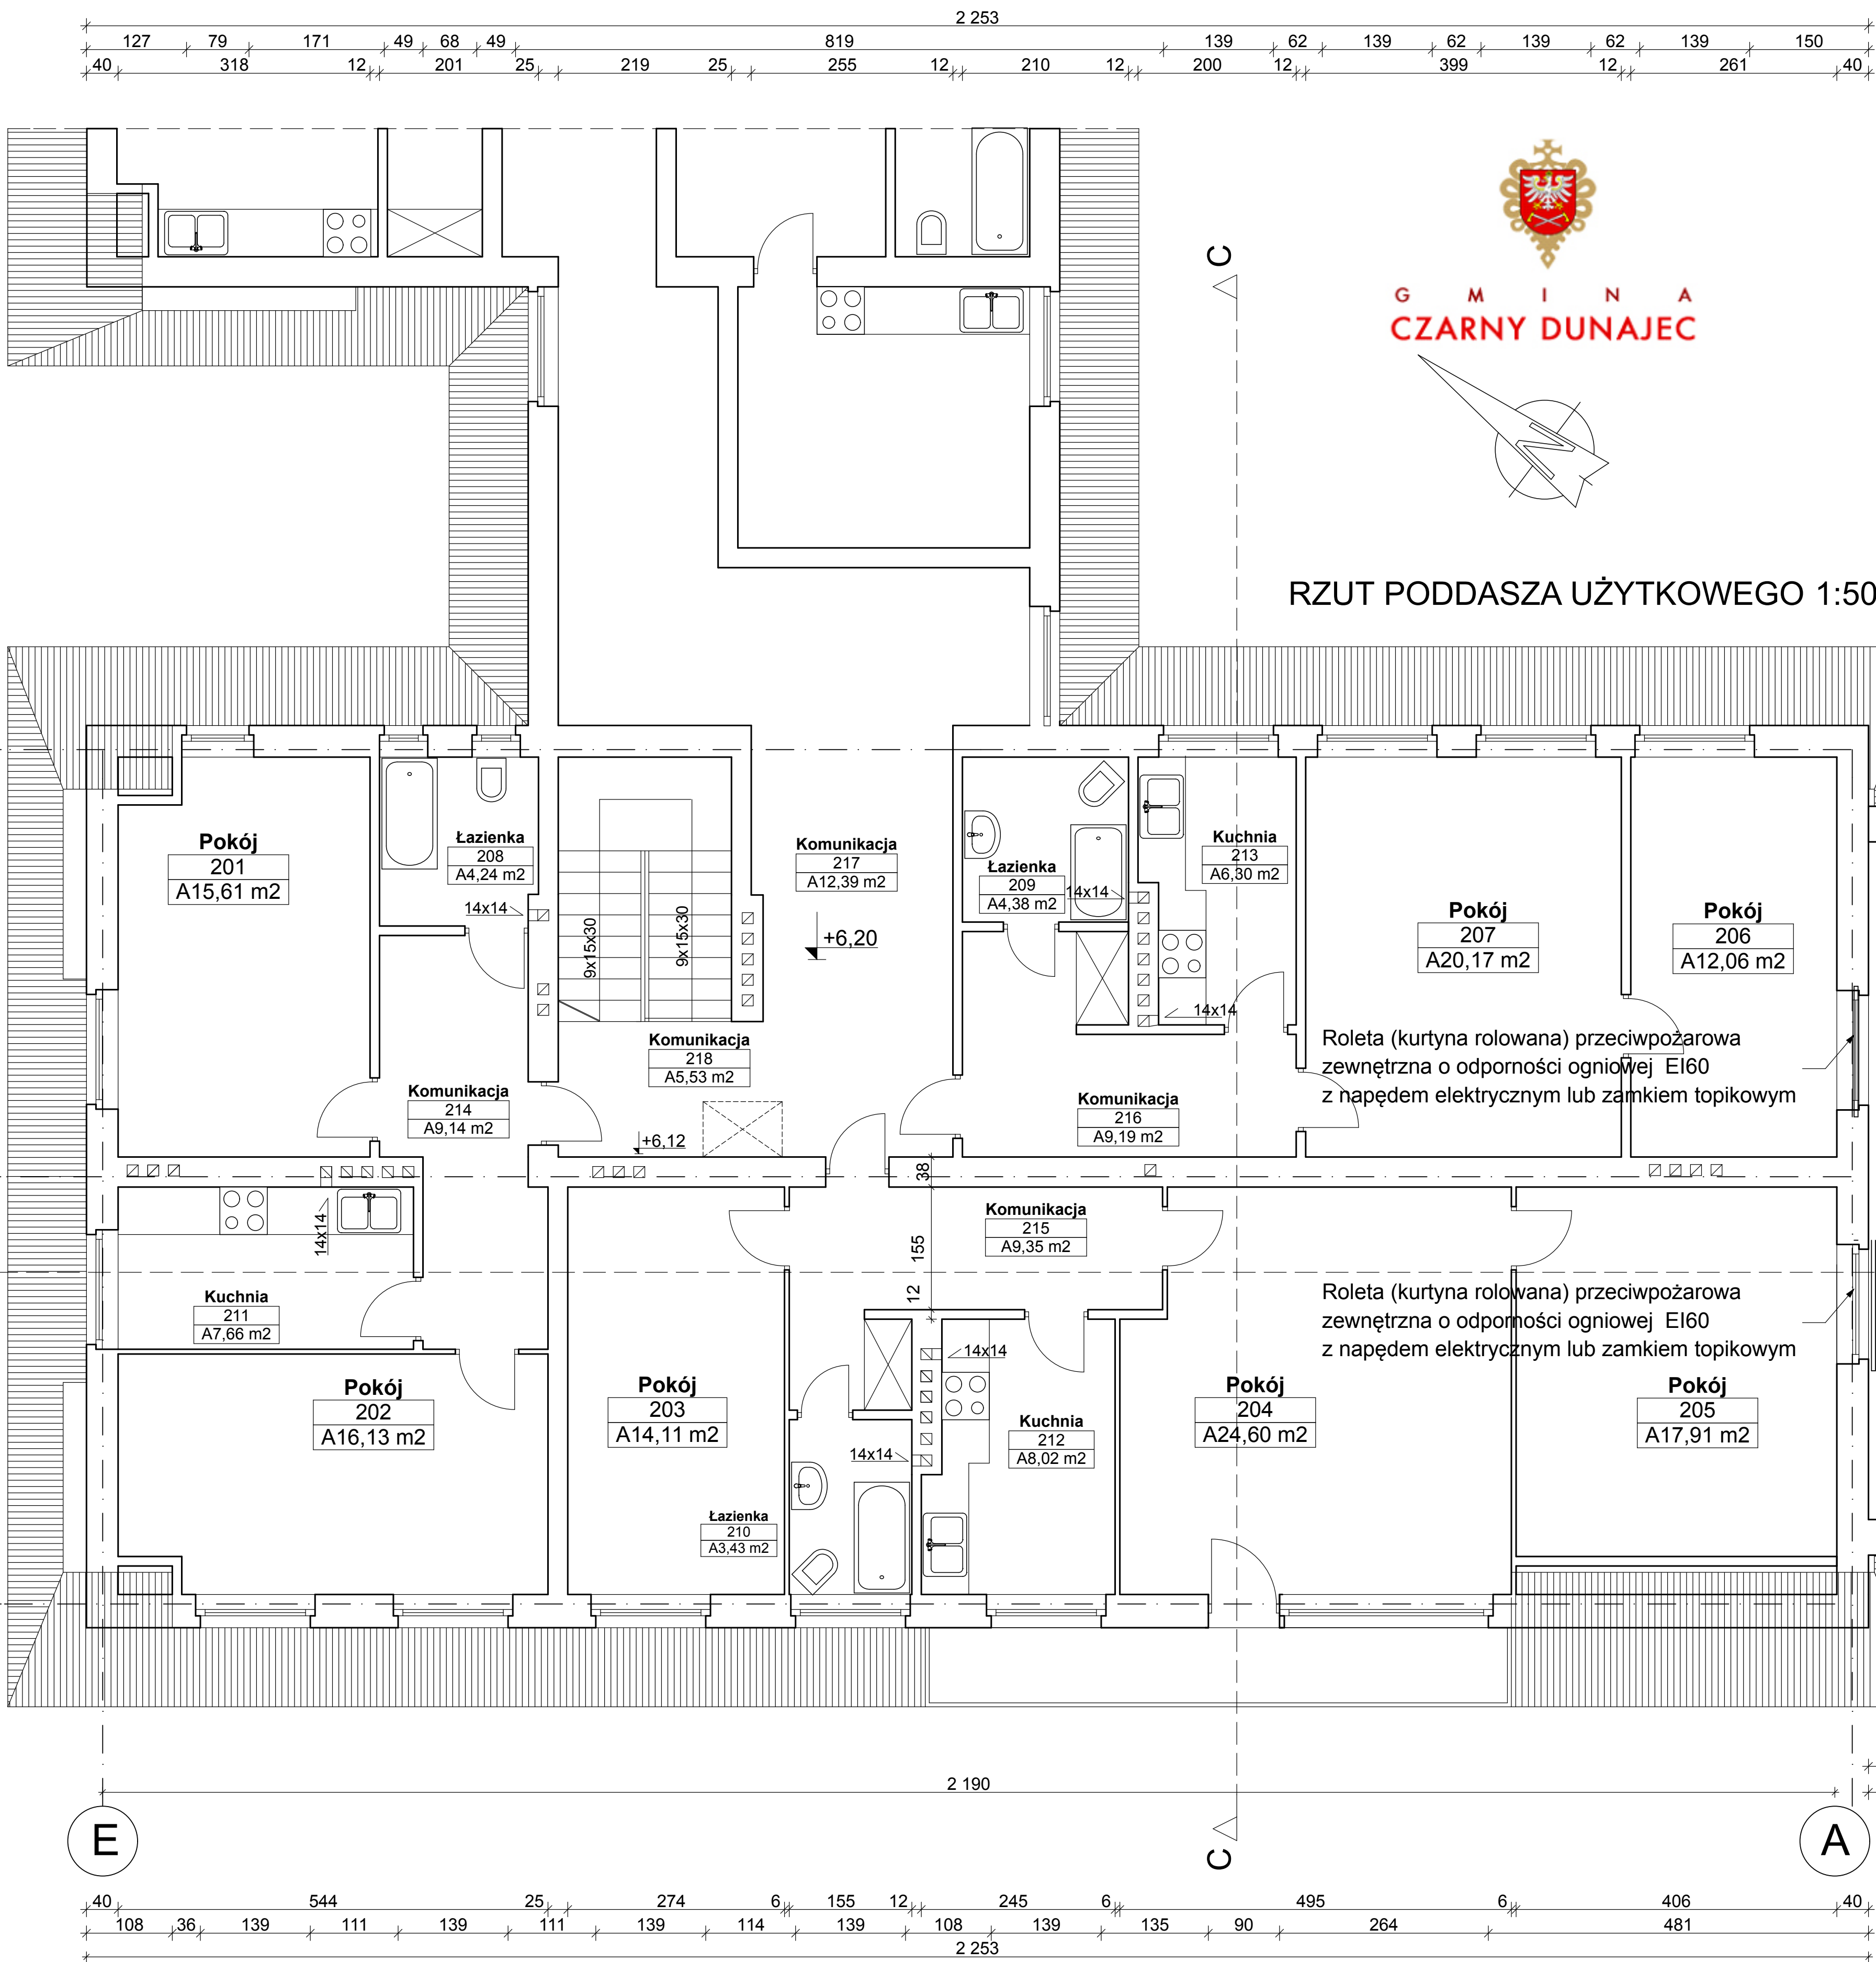 2 253
127 79 171 49 68 49 819 139 62 139 62 139 62 139 150
40 318 12 201 25 219 25 255 12 210 12 200 12 399 12 261 40
C
G M I N A
CZARNY DUNAJEC
N
RZUT PODDASZA UŻYTKOWEGO 1:50
Pokój
201
A15,61 m2
Łazienka
208
A4,24 m2
14x14
9x15x30
9x15x30
Komunikacja
217
A12,39 m2
+6,20
Łazienka
209
A4,38 m2
14x14
Kuchnia
213
A6,30 m2
14x14
Pokój
207
A20,17 m2
Pokój
206
A12,06 m2
Roleta (kurtyna rolowana) przeciwpożarowa
zewnętrzna o odporności ogniowej EI60
z napędem elektrycznym lub zamkiem topikowym
Komunikacja
218
A5,53 m2
Komunikacja
214
A9,14 m2
+6,12
Komunikacja
216
A9,19 m2
38
155
12
14x14
Komunikacja
215
A9,35 m2
Kuchnia
211
A7,66 m2
Roleta (kurtyna rolowana) przeciwpożarowa
zewnętrzna o odporności ogniowej EI60
z napędem elektrycznym lub zamkiem topikowym
Pokój
202
A16,13 m2
Pokój
203
A14,11 m2
14x14
14x14
Kuchnia
212
A8,02 m2
Pokój
204
A24,60 m2
Pokój
205
A17,91 m2
Łazienka
210
A3,43 m2
2 190
E
C
A
40 544 25 274 6 155 12 245 6 495 6 406 40
108 36 139 111 139 111 139 114 139 108 139 135 90 264 481
2 253